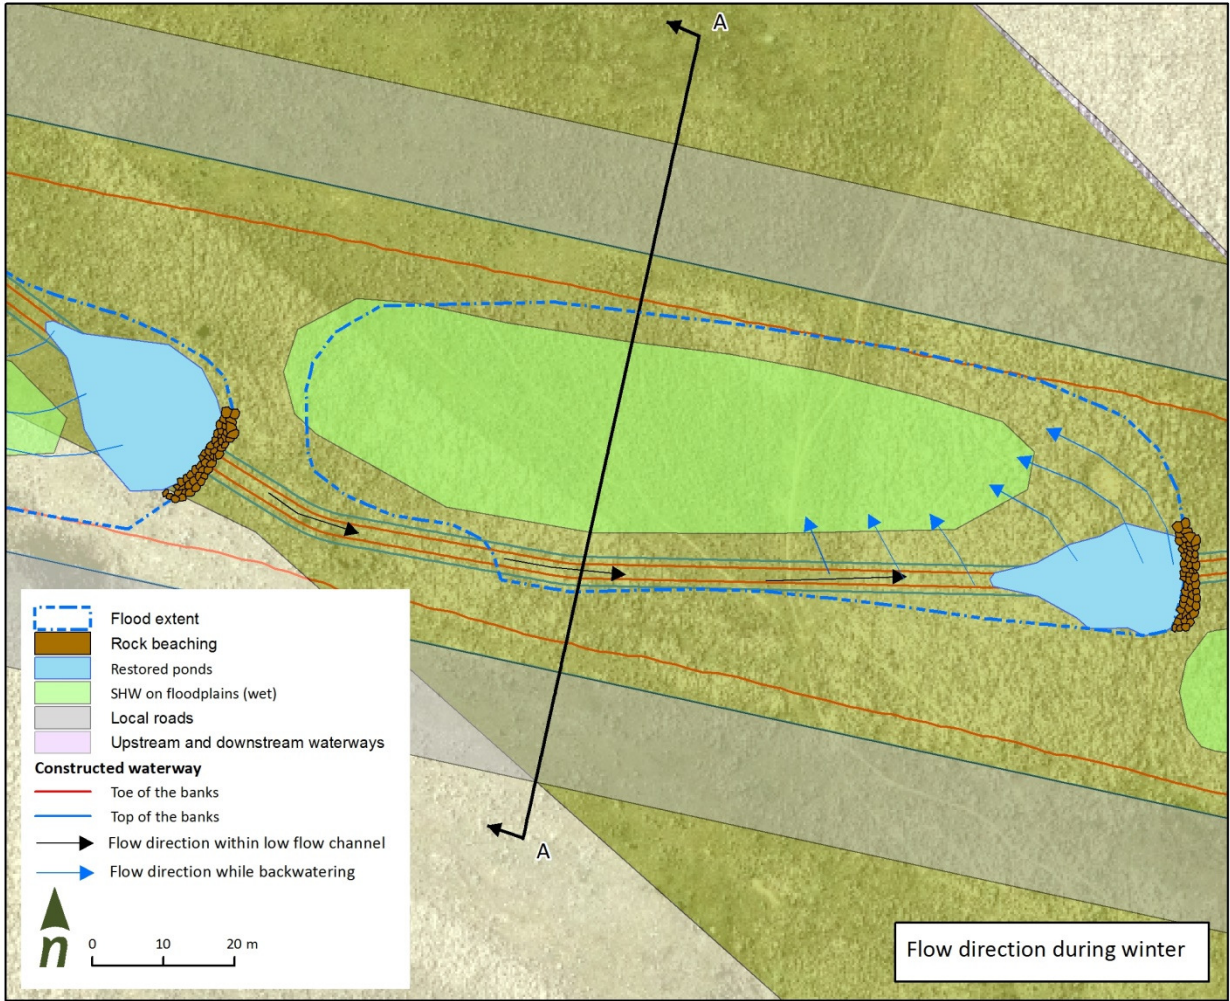 A
Flood extent
Rock beaching
Restored ponds
SHW on floodplains (wet)
Local roads
Upstream and downstream waterways
Constructed waterway
Toe of the banks
Top of the banks
Flow direction within low flow channel
Flow direction while backwatering
n
0 10 20 m
A
Flow direction during winter